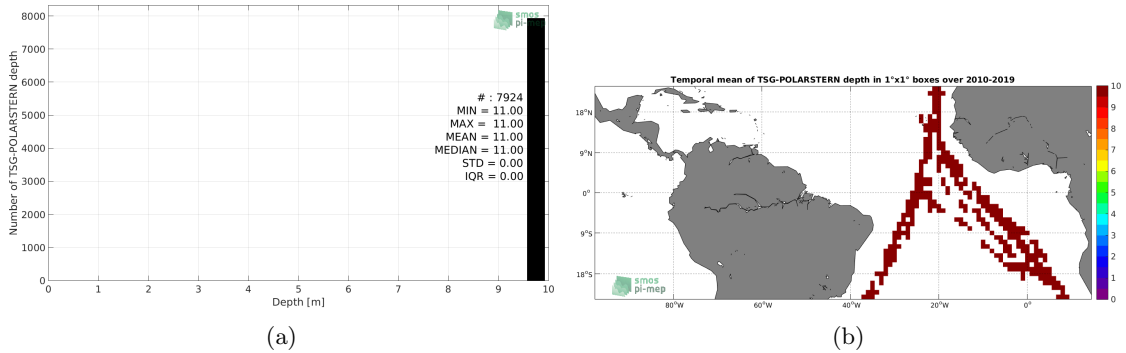 smos
pi-mep
Number of TSG-POLARSTERN depth
8000
7000
6000
5000
4000
3000
2000
1000
0
# : 7924
MIN = 11.00
MAX = 11.00
MEAN = 11.00
MEDIAN = 11.00
STD = 0.00
IQR = 0.00
0 1 2 3 4 5 6 7 8 9 10
Depth [m]
(a)
Temporal mean of TSG-POLARSTERN depth in 1°x1° boxes over 2010-2019
18°N
9°N
0°
9°S
18°S
80°W 60°W 40°W 20°W 0°
smos
pi-mep
10
9
8
7
6
5
4
3
2
1
0
(b)